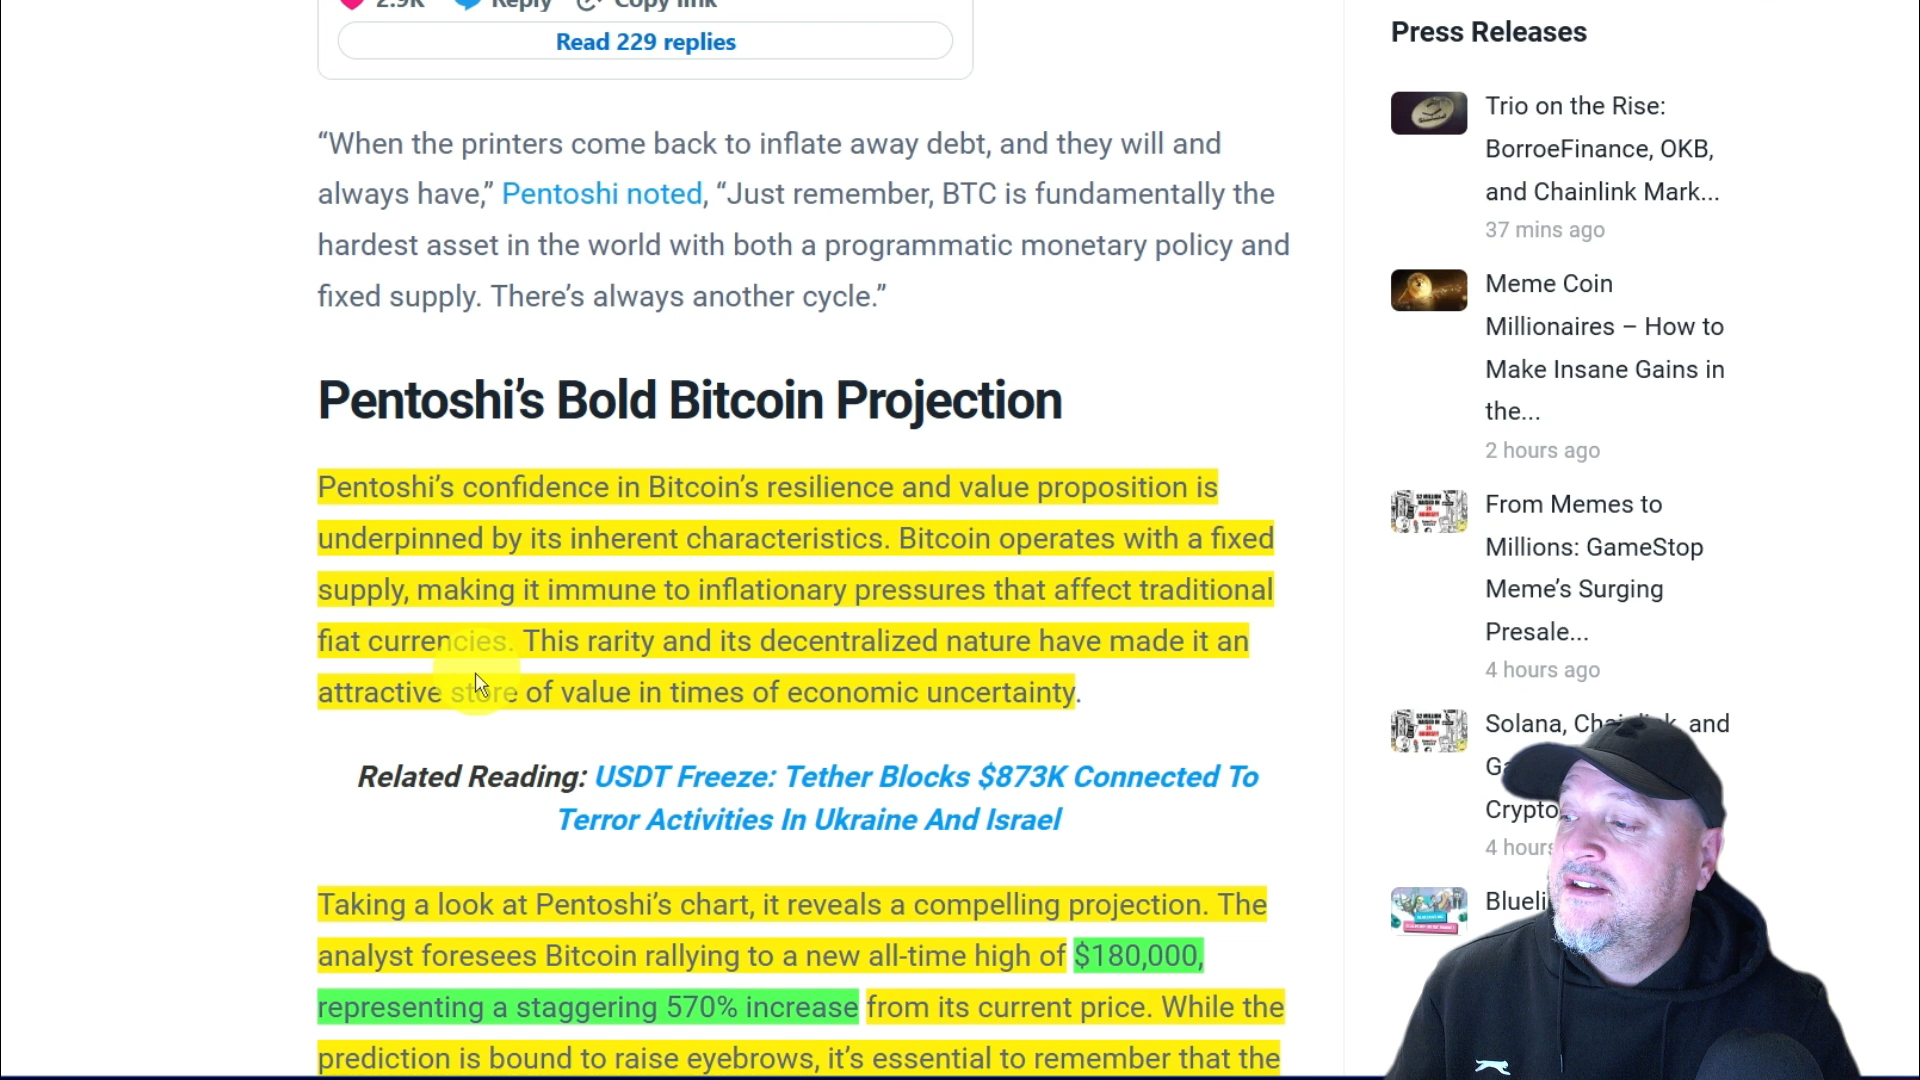 2.9K Reply Copy link
Read 229 replies
“When the printers come back to inflate away debt, and they will and
always have,” Pentoshi noted, “Just remember, BTC is fundamentally the
hardest asset in the world with both a programmatic monetary policy and
fixed supply. There’s always another cycle.”
Pentoshi’s Bold Bitcoin Projection
Pentoshi’s confidence in Bitcoin’s resilience and value proposition is
underpinned by its inherent characteristics. Bitcoin operates with a fixed
supply, making it immune to inflationary pressures that affect traditional
fiat currencies. This rarity and its decentralized nature have made it an
attractive store of value in times of economic uncertainty.
Related Reading: USDT Freeze: Tether Blocks $873K Connected To
Terror Activities In Ukraine And Israel
Taking a look at Pentoshi’s chart, it reveals a compelling projection. The
analyst foresees Bitcoin rallying to a new all-time high of $180,000,
representing a staggering 570% increase from its current price. While the
prediction is bound to raise eyebrows, it’s essential to remember that the
Press Releases
Trio on the Rise:
BorroeFinance, OKB,
and Chainlink Mark...
37 mins ago
Meme Coin
Millionaires – How to
Make Insane Gains in
the...
2 hours ago
From Memes to
Millions: GameStop
Meme’s Surging
Presale...
4 hours ago
Solana, and
Crypto
4 hours